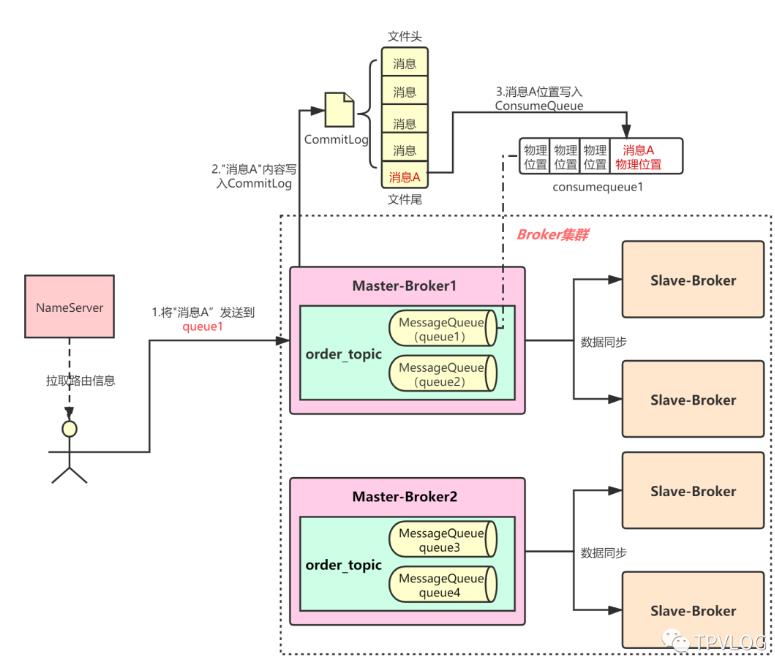 文件头
消息
消息
消息
消息
消息A
文件尾
CommitLog
2."消息A"内容写
入CommitLog
3.消息A位置写入
ConsumeQueue
物理
位置
物理
位置
物理
位置
消息A
物理位置
consumequeue1
Broker集群
NameServer
拉取路由信息
1.将"消息A" 发送到
queue1
Master-Broker1
order_topic
MessageQueue
（queue1）
MessageQueue
（queue2）
数据同步
Slave-Broker
Slave-Broker
Master-Broker2
order_topic
MessageQueue
queue3
MessageQueue
queue4
数据同步
Slave-Broker
Slave-Broker
TPVLOG